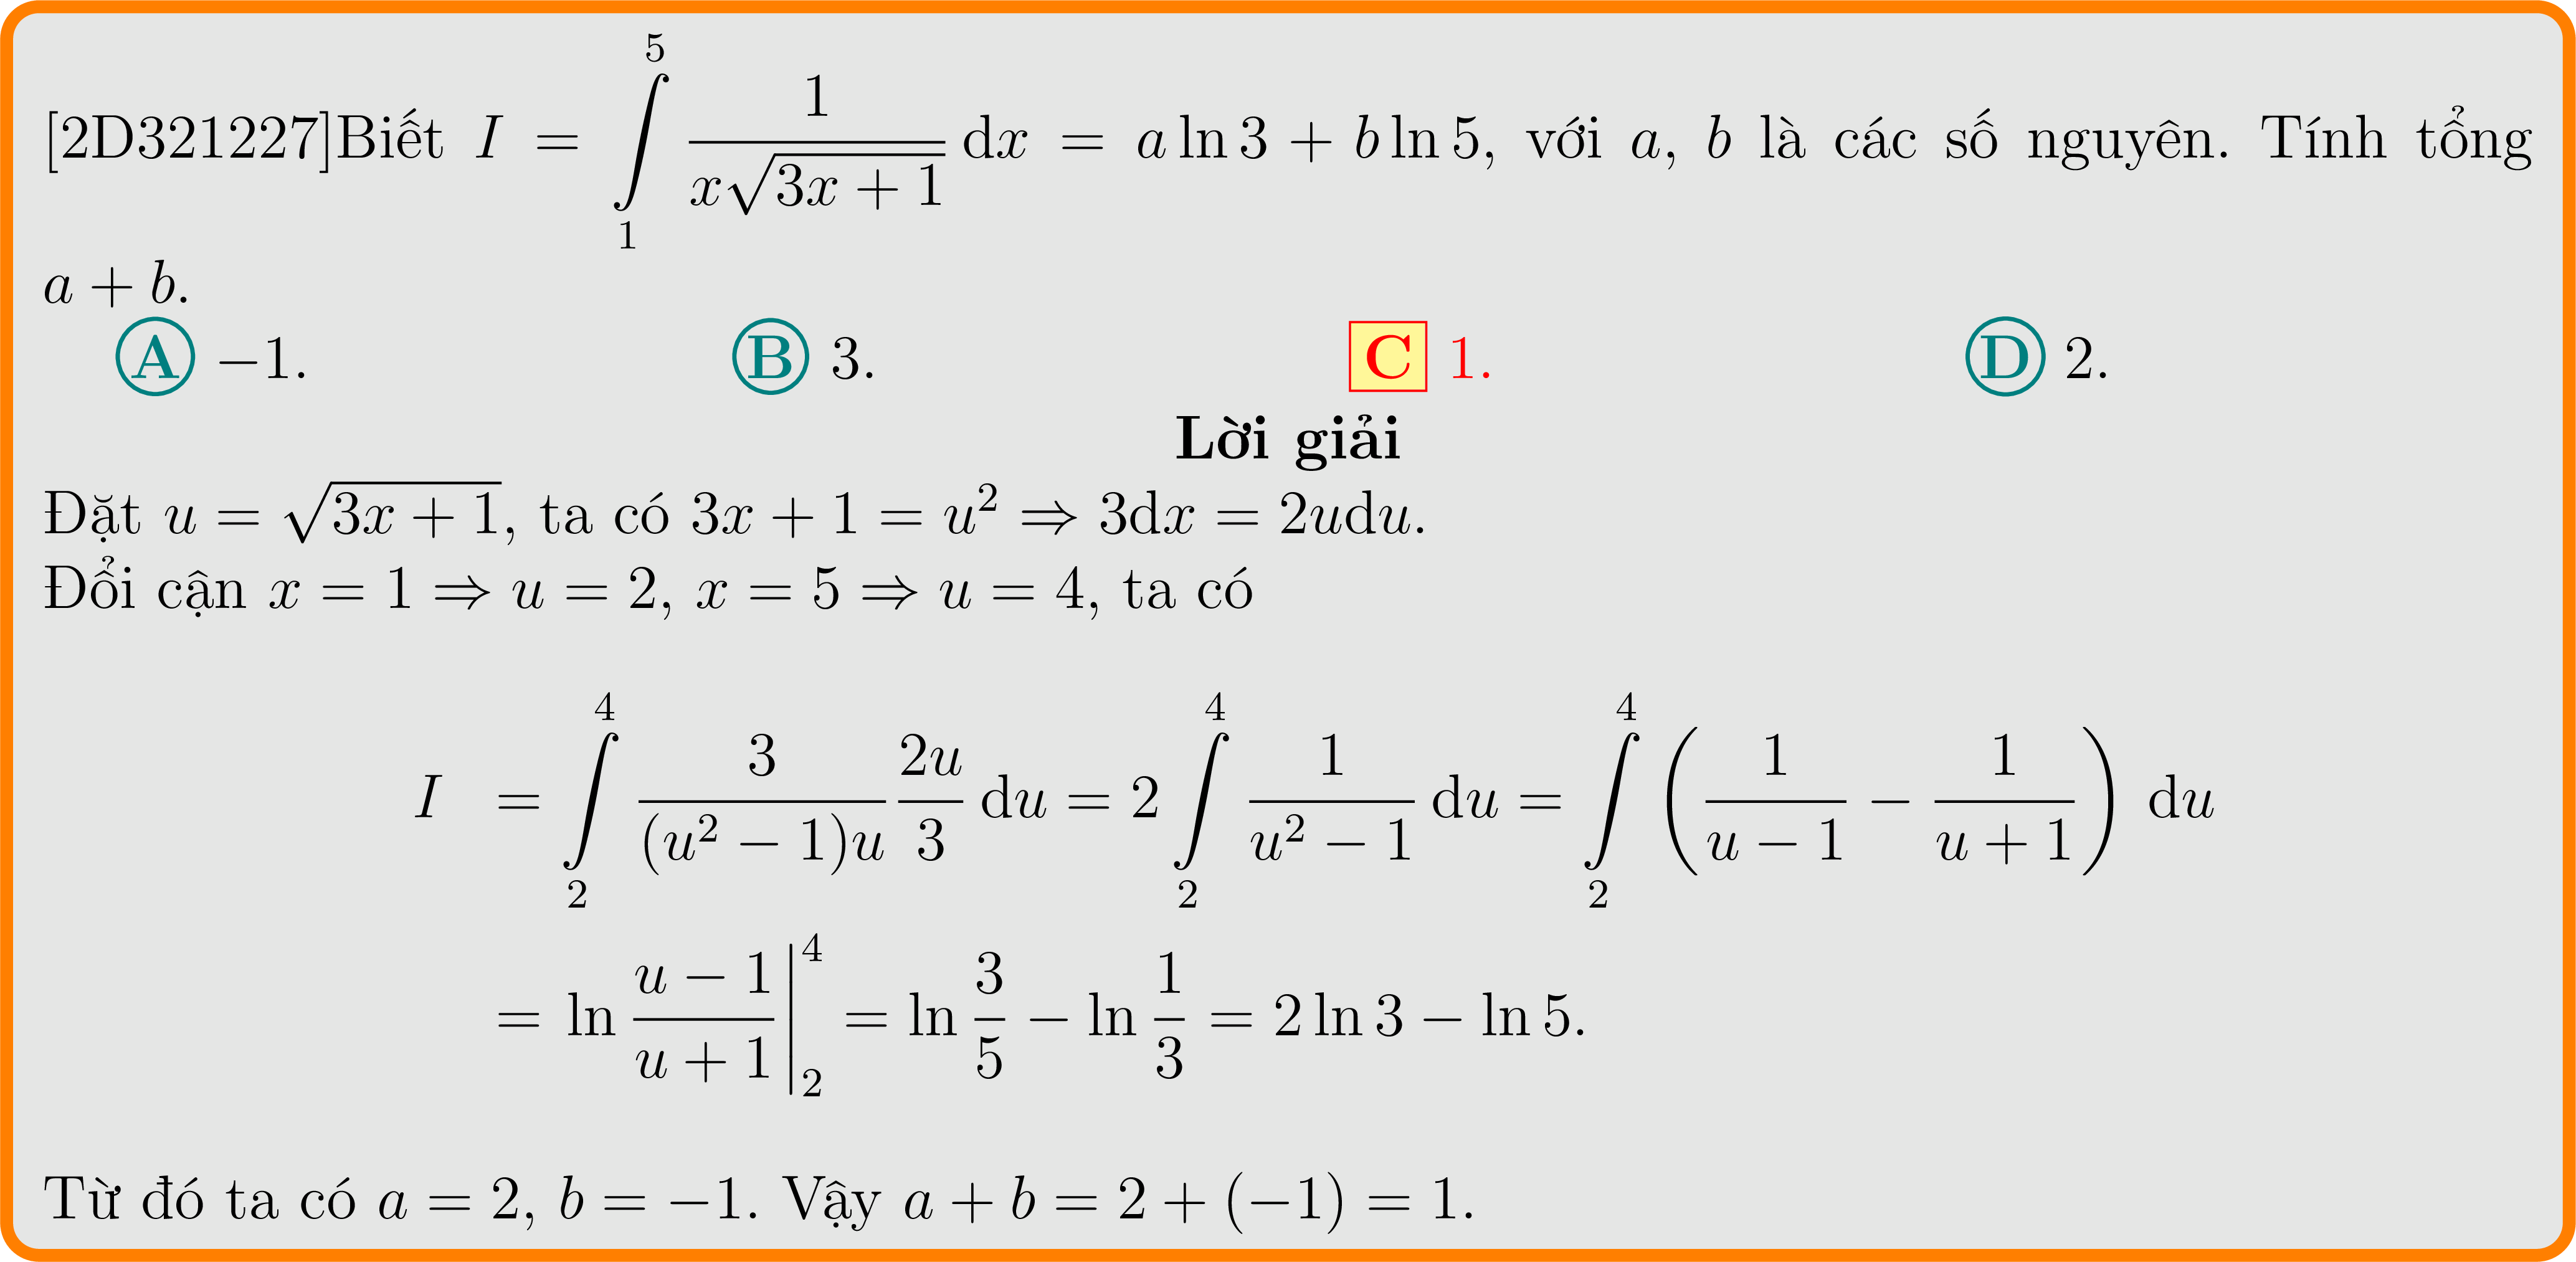 [2D321227]Biết $I = \int\limits_1^5 \frac{1}{x\sqrt{3x+1}}\,\mathrm{d}x = a\ln 3 + b\ln 5$, với $a$, $b$ là các số nguyên. Tính tổng
$a + b$.
A −1. B 3. C 1. D 2.
Lời giải
Đặt $u = \sqrt{3x+1}$, ta có $3x + 1 = u^2 \Rightarrow 3\mathrm{d}x = 2u\mathrm{d}u$.
Đổi cận $x = 1 \Rightarrow u = 2$, $x = 5 \Rightarrow u = 4$, ta có
$I = \int\limits_2^4 \frac{3}{(u^2-1)u}\frac{2u}{3}\,\mathrm{d}u = 2\int\limits_2^4 \frac{1}{u^2-1}\,\mathrm{d}u = \int\limits_2^4 \left(\frac{1}{u-1} - \frac{1}{u+1}\right)\,\mathrm{d}u$
$= \ln\frac{u-1}{u+1}\Big|_2^4 = \ln\frac{3}{5} - \ln\frac{1}{3} = 2\ln 3 - \ln 5.$
Từ đó ta có $a = 2$, $b = -1$. Vậy $a + b = 2 + (-1) = 1$.